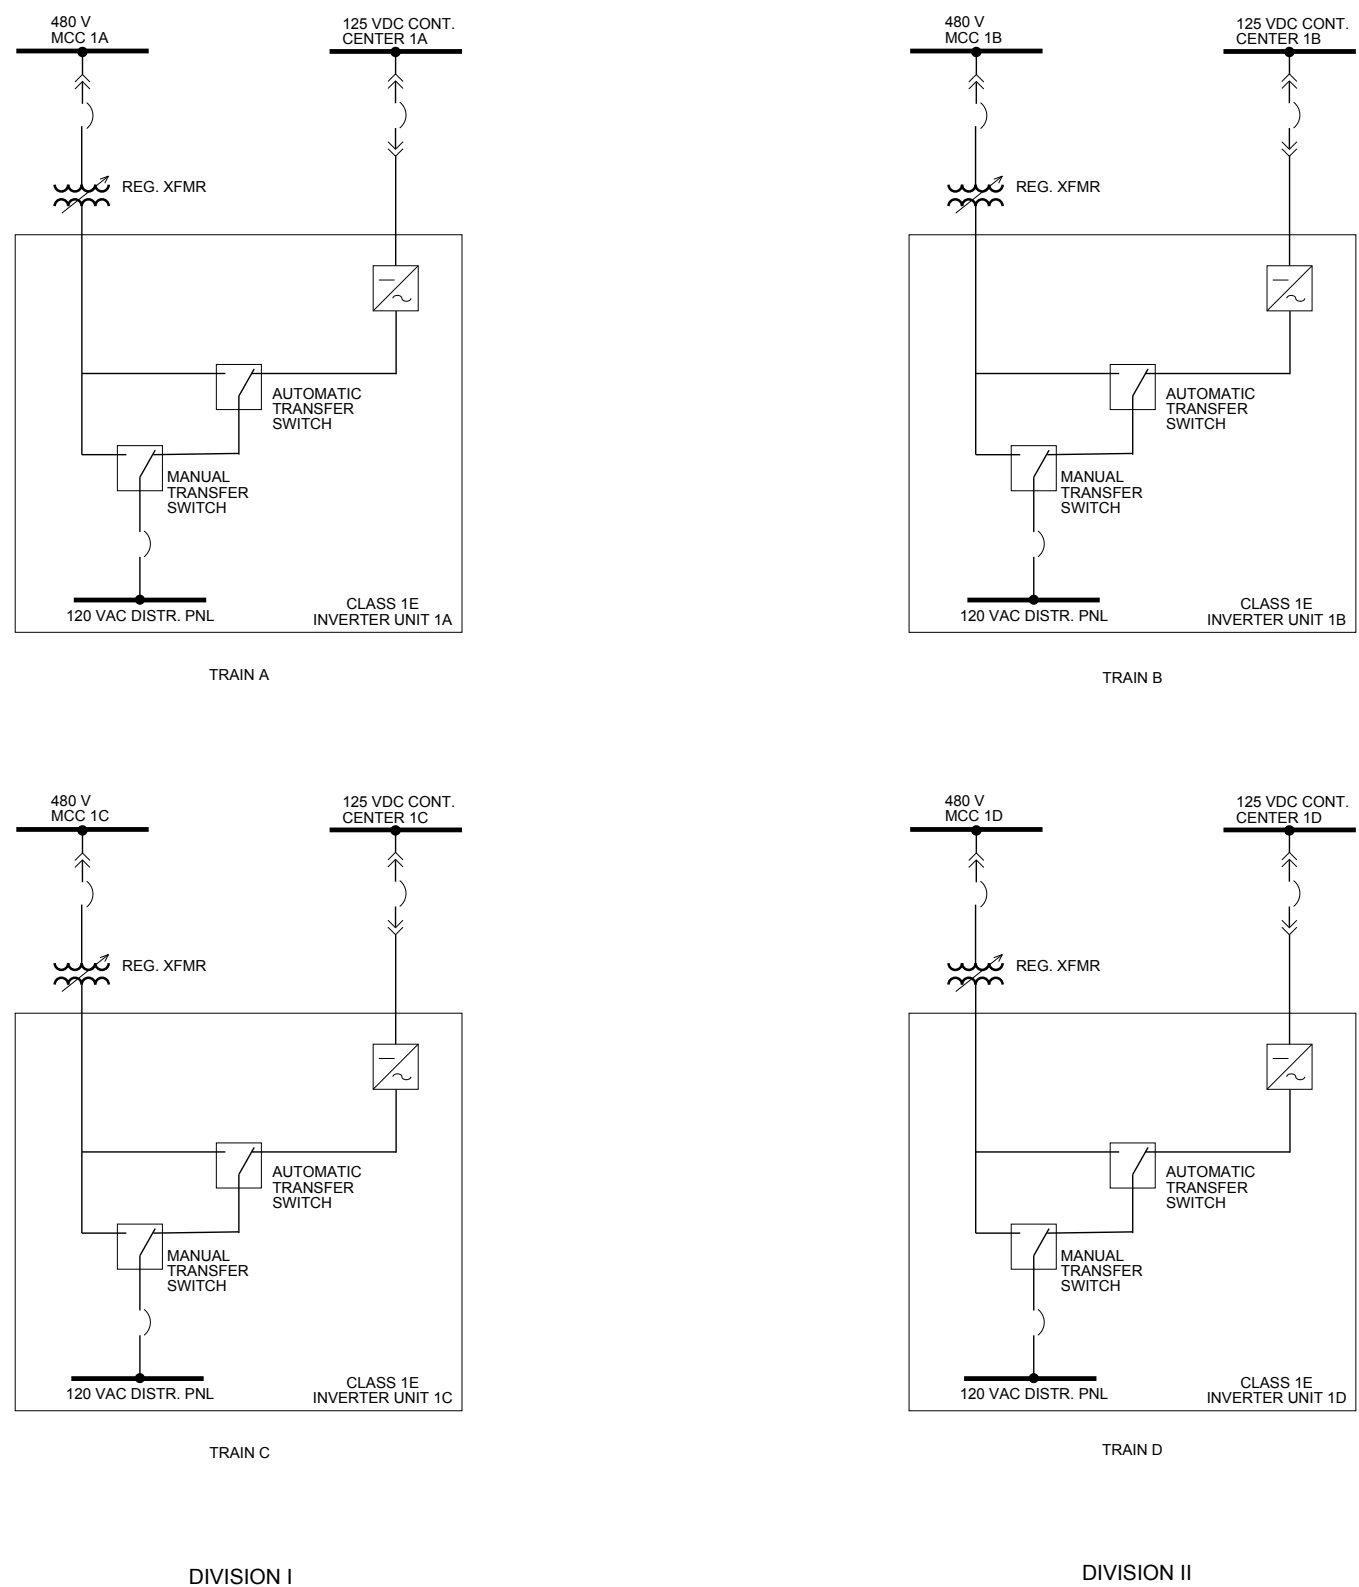 480 V
MCC 1A
125 VDC CONT.
CENTER 1A
REG. XFMR
AUTOMATIC
TRANSFER
SWITCH
MANUAL
TRANSFER
SWITCH
120 VAC DISTR. PNL
CLASS 1E
INVERTER UNIT 1A
TRAIN A
480 V
MCC 1B
125 VDC CONT.
CENTER 1B
REG. XFMR
AUTOMATIC
TRANSFER
SWITCH
MANUAL
TRANSFER
SWITCH
120 VAC DISTR. PNL
CLASS 1E
INVERTER UNIT 1B
TRAIN B
480 V
MCC 1C
125 VDC CONT.
CENTER 1C
REG. XFMR
AUTOMATIC
TRANSFER
SWITCH
MANUAL
TRANSFER
SWITCH
120 VAC DISTR. PNL
CLASS 1E
INVERTER UNIT 1C
TRAIN C
480 V
MCC 1D
125 VDC CONT.
CENTER 1D
REG. XFMR
AUTOMATIC
TRANSFER
SWITCH
MANUAL
TRANSFER
SWITCH
120 VAC DISTR. PNL
CLASS 1E
INVERTER UNIT 1D
TRAIN D
DIVISION I
DIVISION II